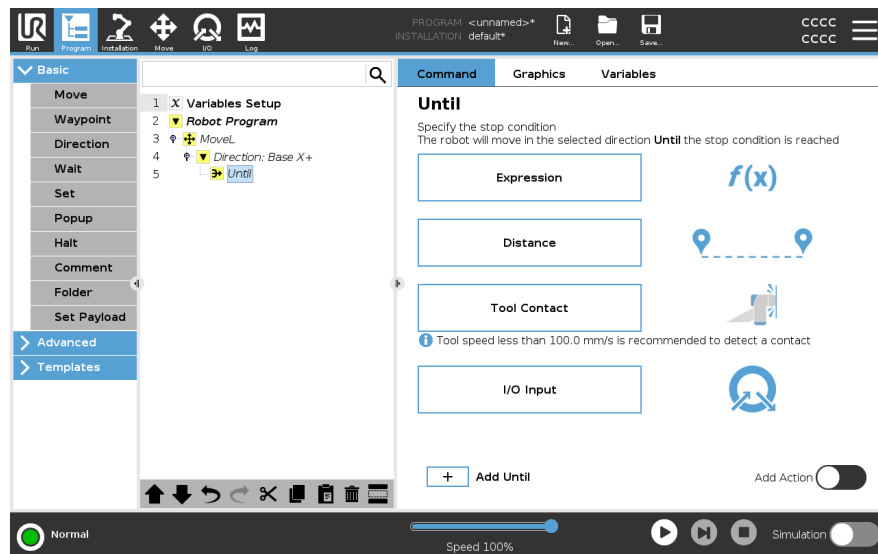 UR
PROGRAM <unnamed>*
INSTALLATION default*
CCCC
CCCC
Run
Program
Installation
Move
I/O
Log
New...
Open...
Save...
Basic
Move
Waypoint
Direction
Wait
Set
Popup
Halt
Comment
Folder
Set Payload
Advanced
Templates
1 X Variables Setup
2 Robot Program
3 MoveL
4 Direction: Base X+
5 Until
Command Graphics Variables
Until
Specify the stop condition
The robot will move in the selected direction Until the stop condition is reached
Expression
f(x)
Distance
Tool Contact
i Tool speed less than 100.0 mm/s is recommended to detect a contact
I/O Input
+ Add Until
Add Action
Normal
Speed 100%
Simulation